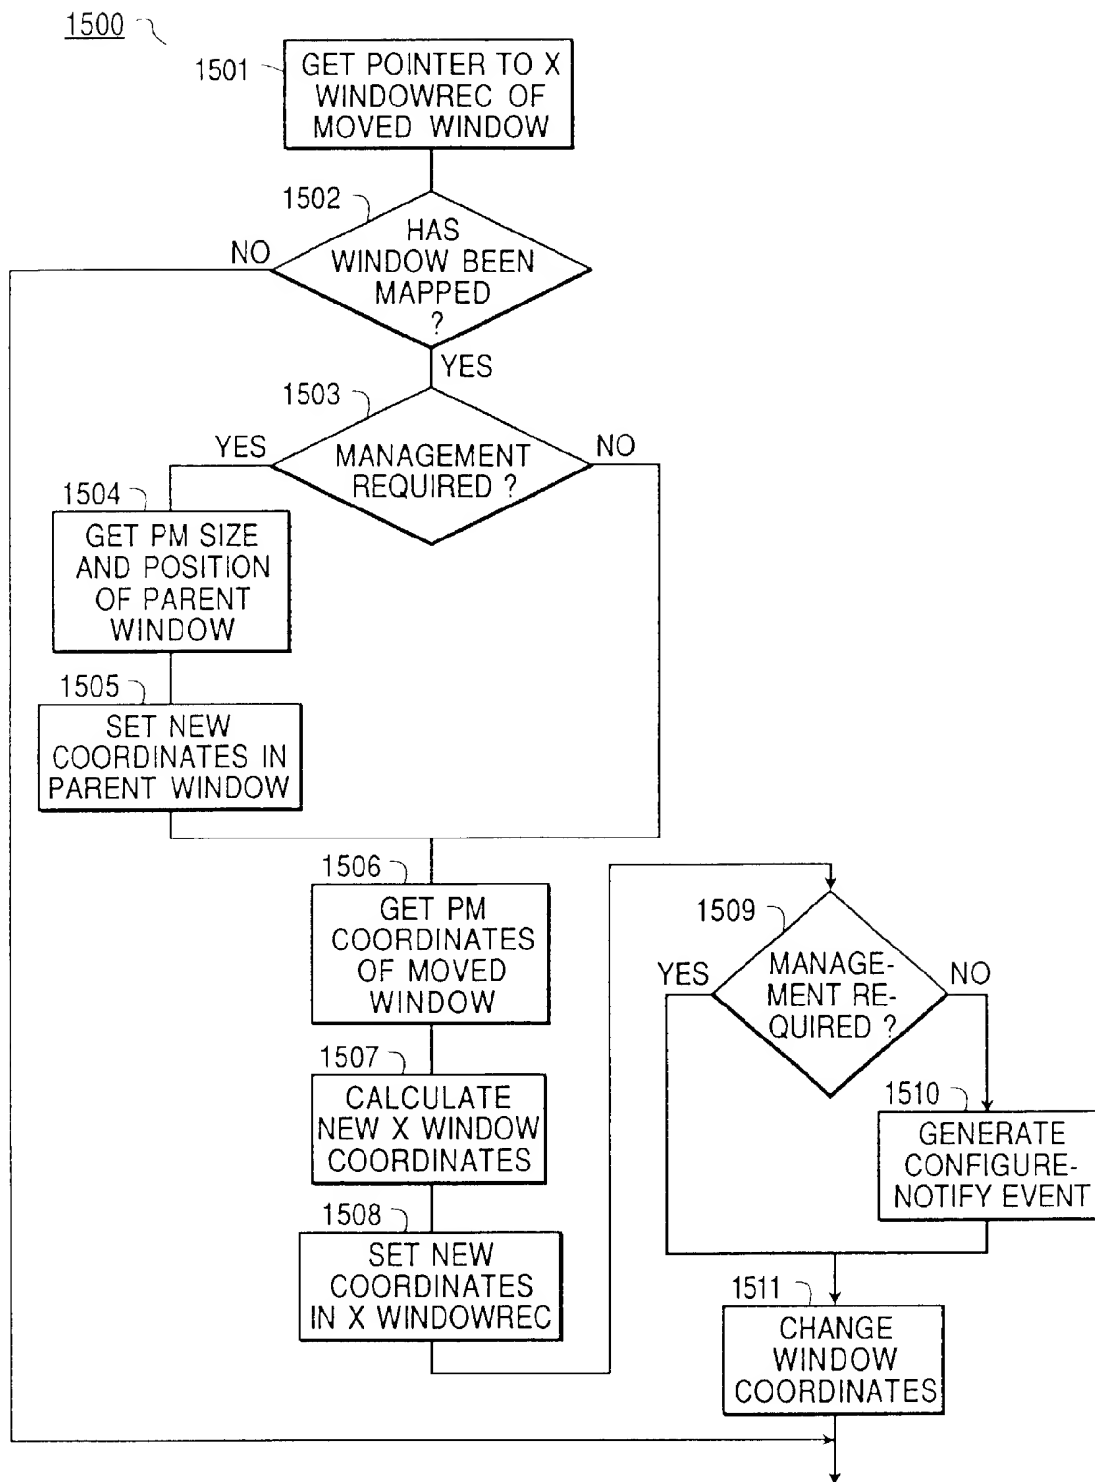 1500
1501
GET POINTER TO X
WINDOWREC OF
MOVED WINDOW
1502
HAS
WINDOW BEEN
MAPPED
?
NO
YES
1503
MANAGEMENT
REQUIRED ?
YES
NO
1504
GET PM SIZE
AND POSITION
OF PARENT
WINDOW
1505
SET NEW
COORDINATES IN
PARENT WINDOW
1506
GET PM
COORDINATES
OF MOVED
WINDOW
1507
CALCULATE
NEW X WINDOW
COORDINATES
1508
SET NEW
COORDINATES
IN X WINDOWREC
1509
MANAGE-
MENT RE-
QUIRED ?
YES
NO
1510
GENERATE
CONFIGURE-
NOTIFY EVENT
1511
CHANGE
WINDOW
COORDINATES